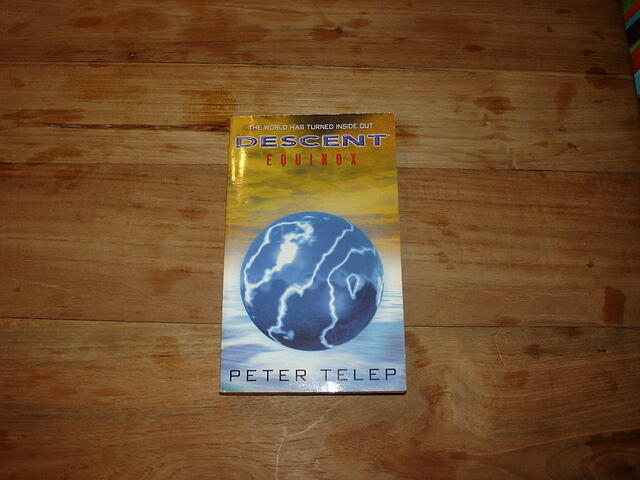 THE WORLD HAS TURNED INSIDE OUT
DESCENT
EQUINOX
PETER TELEP